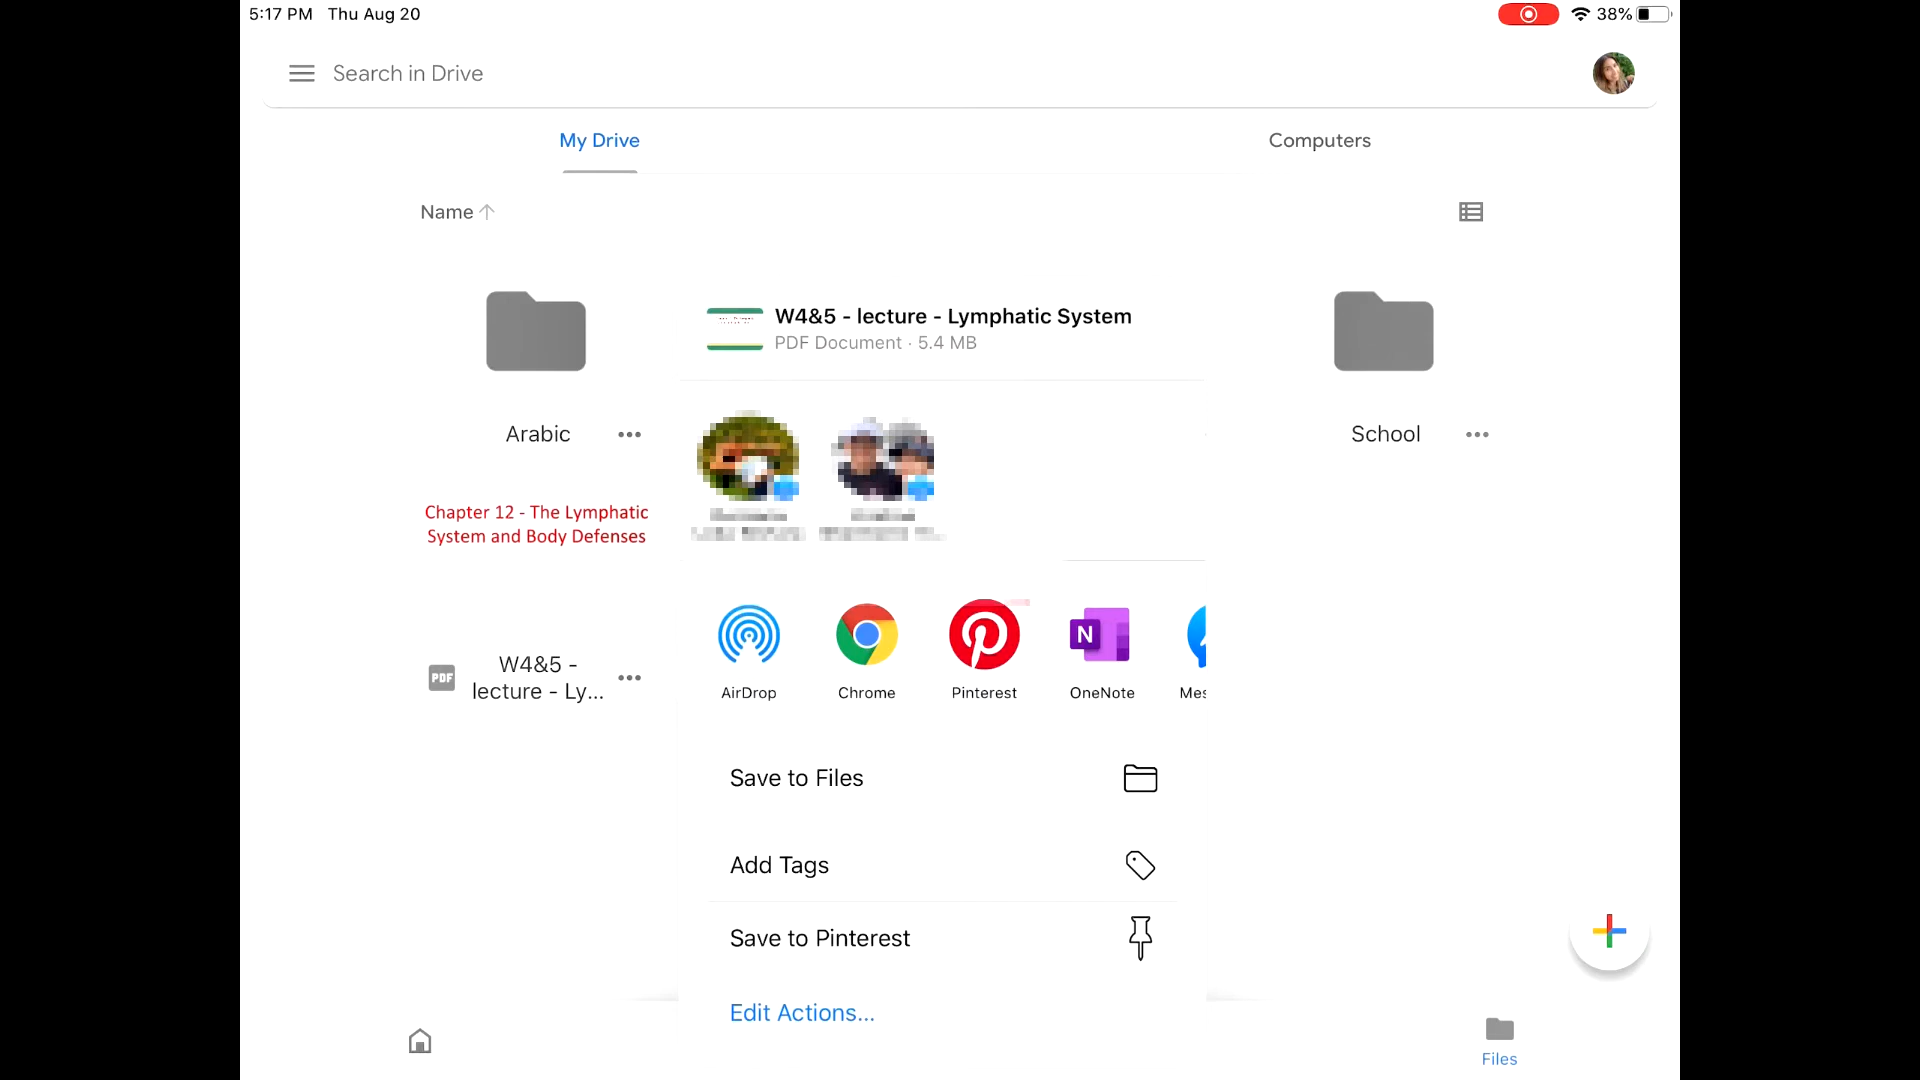 5:17 PM Thu Aug 20
38%
Search in Drive
My Drive
Computers
Name
W4&5 - lecture - Lymphatic System
PDF Document · 5.4 MB
Arabic
School
Chapter 12 - The Lymphatic
System and Body Defenses
PDF
W4&5 -
lecture - Ly...
N
AirDrop
Chrome
Pinterest
OneNote
Mes
Save to Files
Add Tags
Save to Pinterest
Edit Actions...
Files